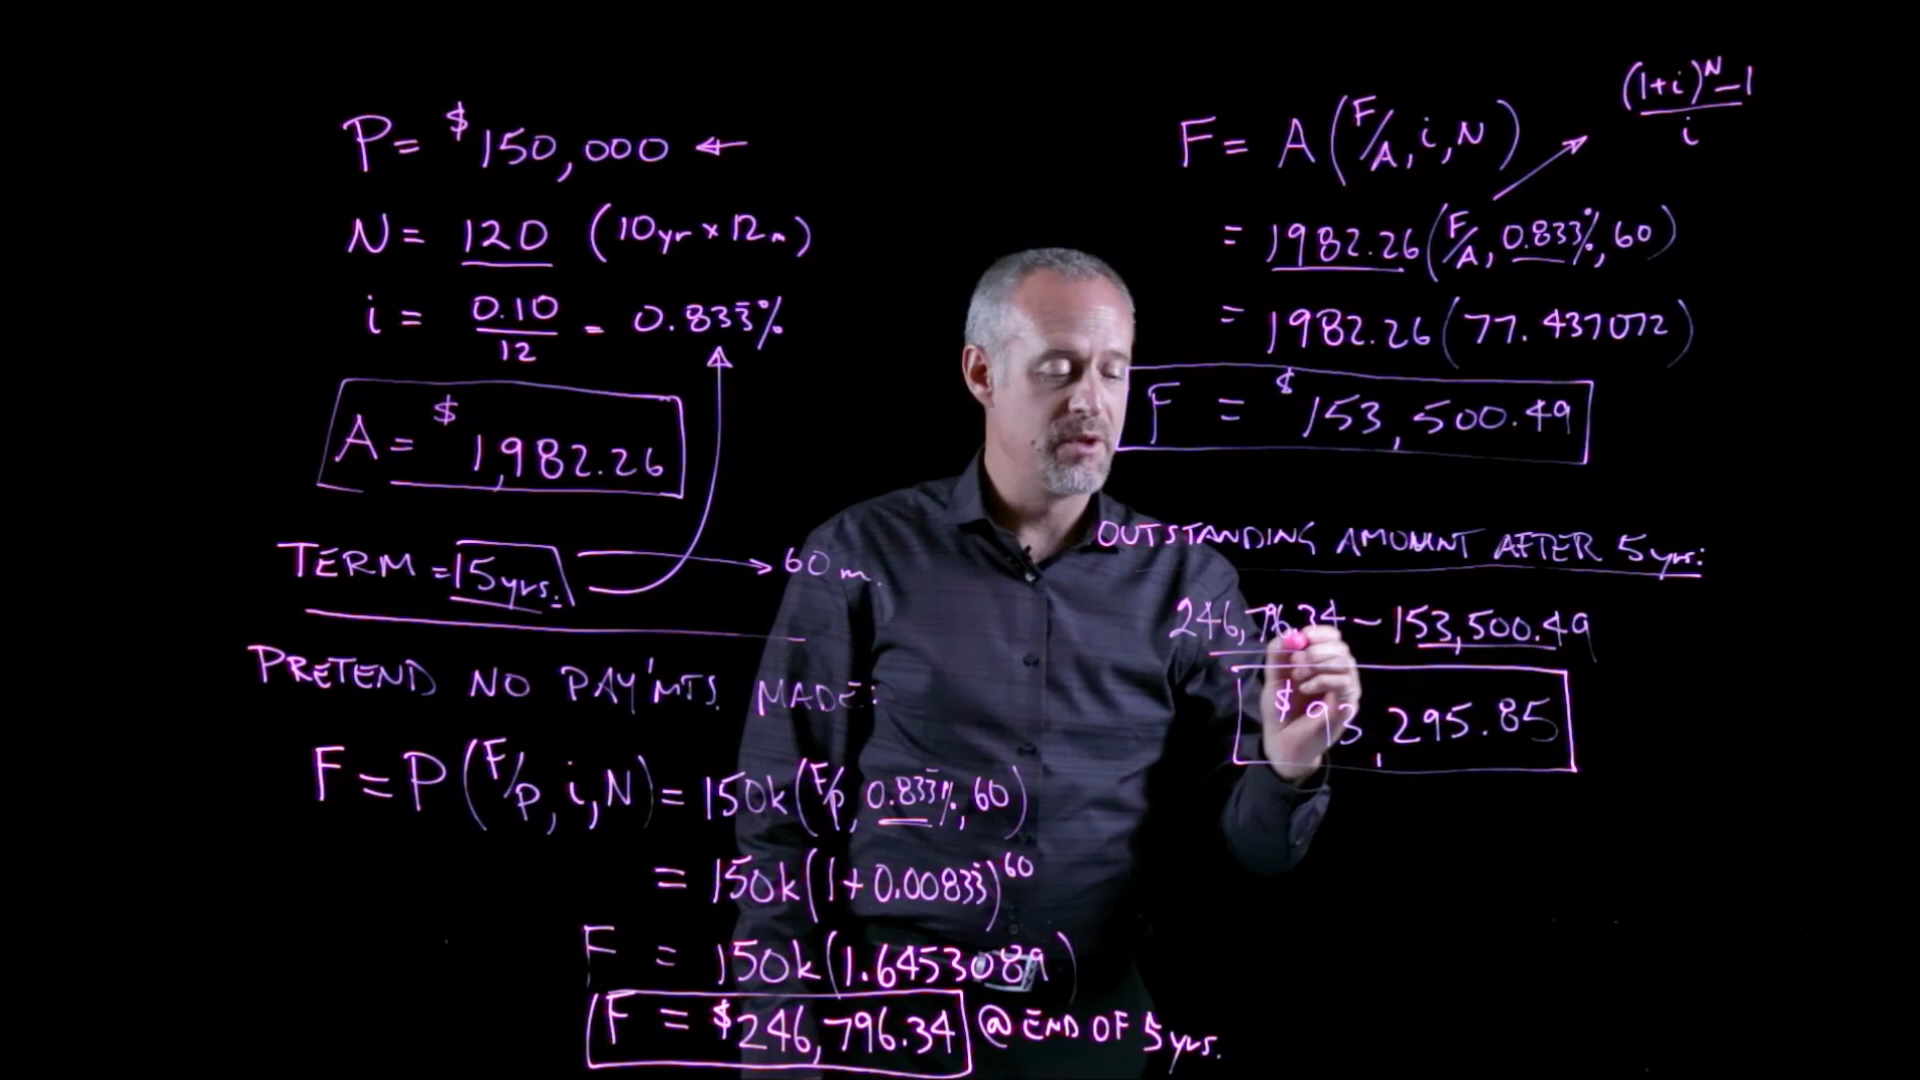 P = $150,000 ←
N = 120 (10yr × 12m)
i = 0.10/12 = 0.833%
A = $1,982.26
TERM = 5yrs. → 60 m.
PRETEND NO PAY'MTS. MADE:
F = P(F/P, i, N) = 150k(F/P, 0.833%, 60)
= 150k(1 + 0.00833)^60
F = 150k(1.6453089)
F = $246,796.34 @ END OF 5yrs.
F = A(F/A, i, N) → ((1+i)^N - 1)/i
= 1982.26(F/A, 0.833%, 60)
= 1982.26(77.437072)
F = $153,500.49
OUTSTANDING AMOUNT AFTER 5yrs:
246,796.34 - 153,500.49
$93,295.85